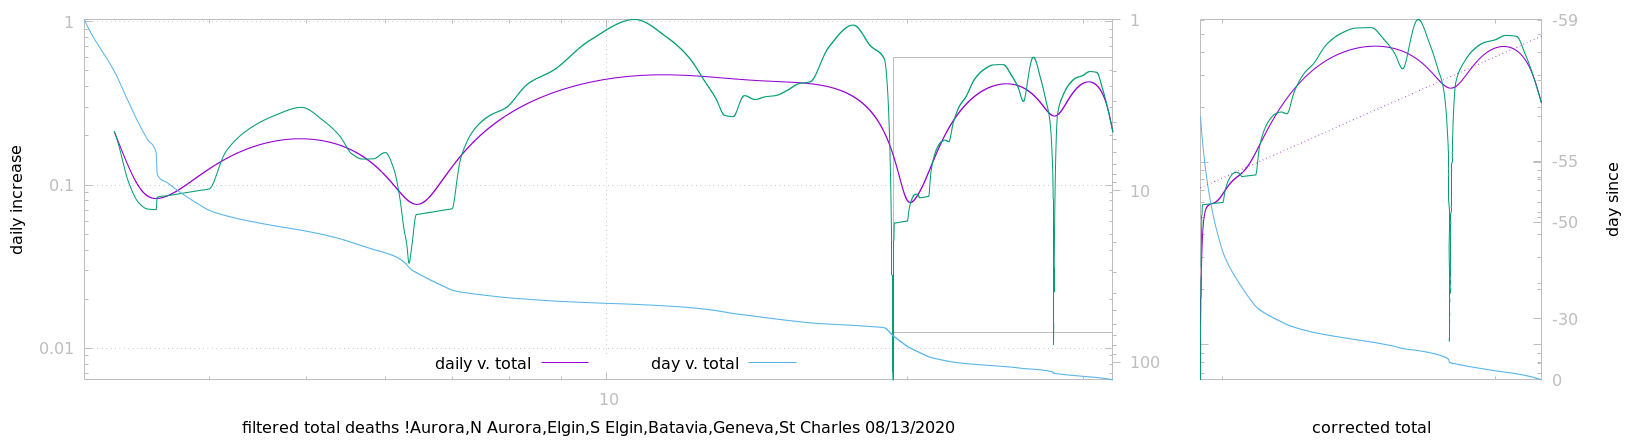 1
0.1
0.01
daily increase
daily v. total
day v. total
10
1
10
100
filtered total deaths !Aurora,N Aurora,Elgin,S Elgin,Batavia,Geneva,St Charles 08/13/2020
-59
-55
-50
-30
0
day since
corrected total